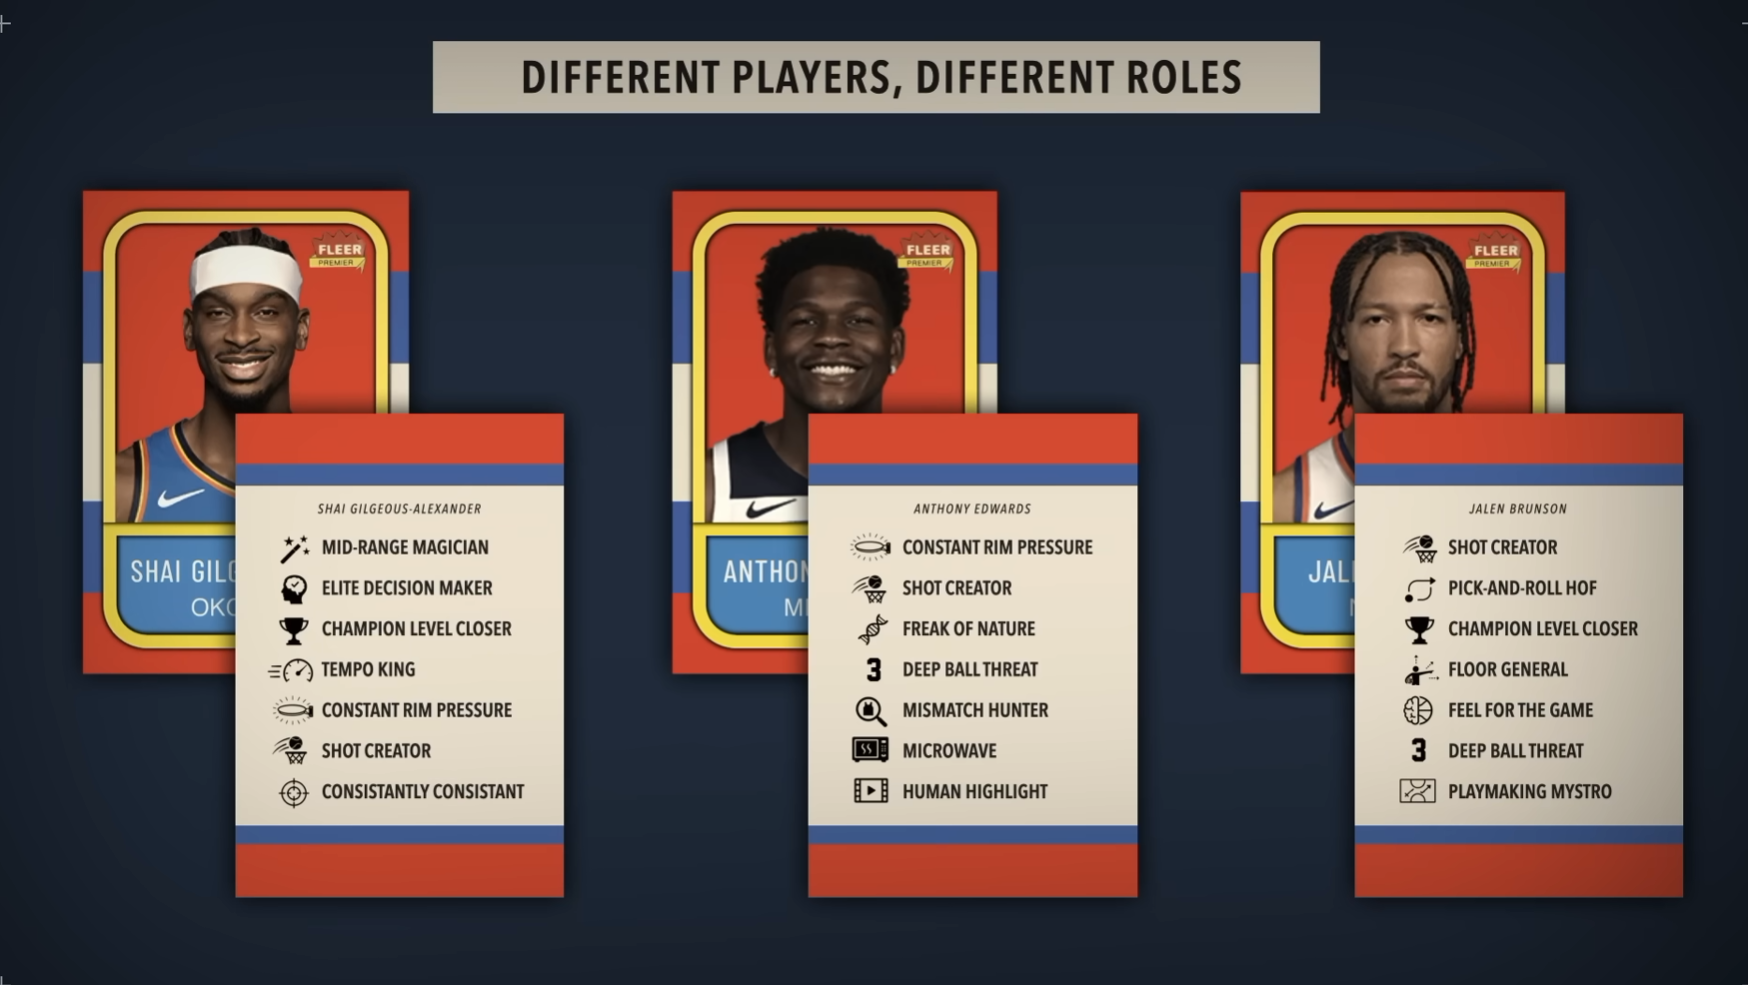 DIFFERENT PLAYERS, DIFFERENT ROLES
FLEER
PREMIER
SHAI GILG
OKC
SHAI GILGEOUS-ALEXANDER
MID-RANGE MAGICIAN
ELITE DECISION MAKER
CHAMPION LEVEL CLOSER
TEMPO KING
CONSTANT RIM PRESSURE
SHOT CREATOR
CONSISTANTLY CONSISTANT
FLEER
PREMIER
ANTHON
MI
ANTHONY EDWARDS
CONSTANT RIM PRESSURE
SHOT CREATOR
FREAK OF NATURE
3 DEEP BALL THREAT
MISMATCH HUNTER
MICROWAVE
HUMAN HIGHLIGHT
FLEER
PREMIER
JAL
JALEN BRUNSON
SHOT CREATOR
PICK-AND-ROLL HOF
CHAMPION LEVEL CLOSER
FLOOR GENERAL
FEEL FOR THE GAME
3 DEEP BALL THREAT
PLAYMAKING MYSTRO